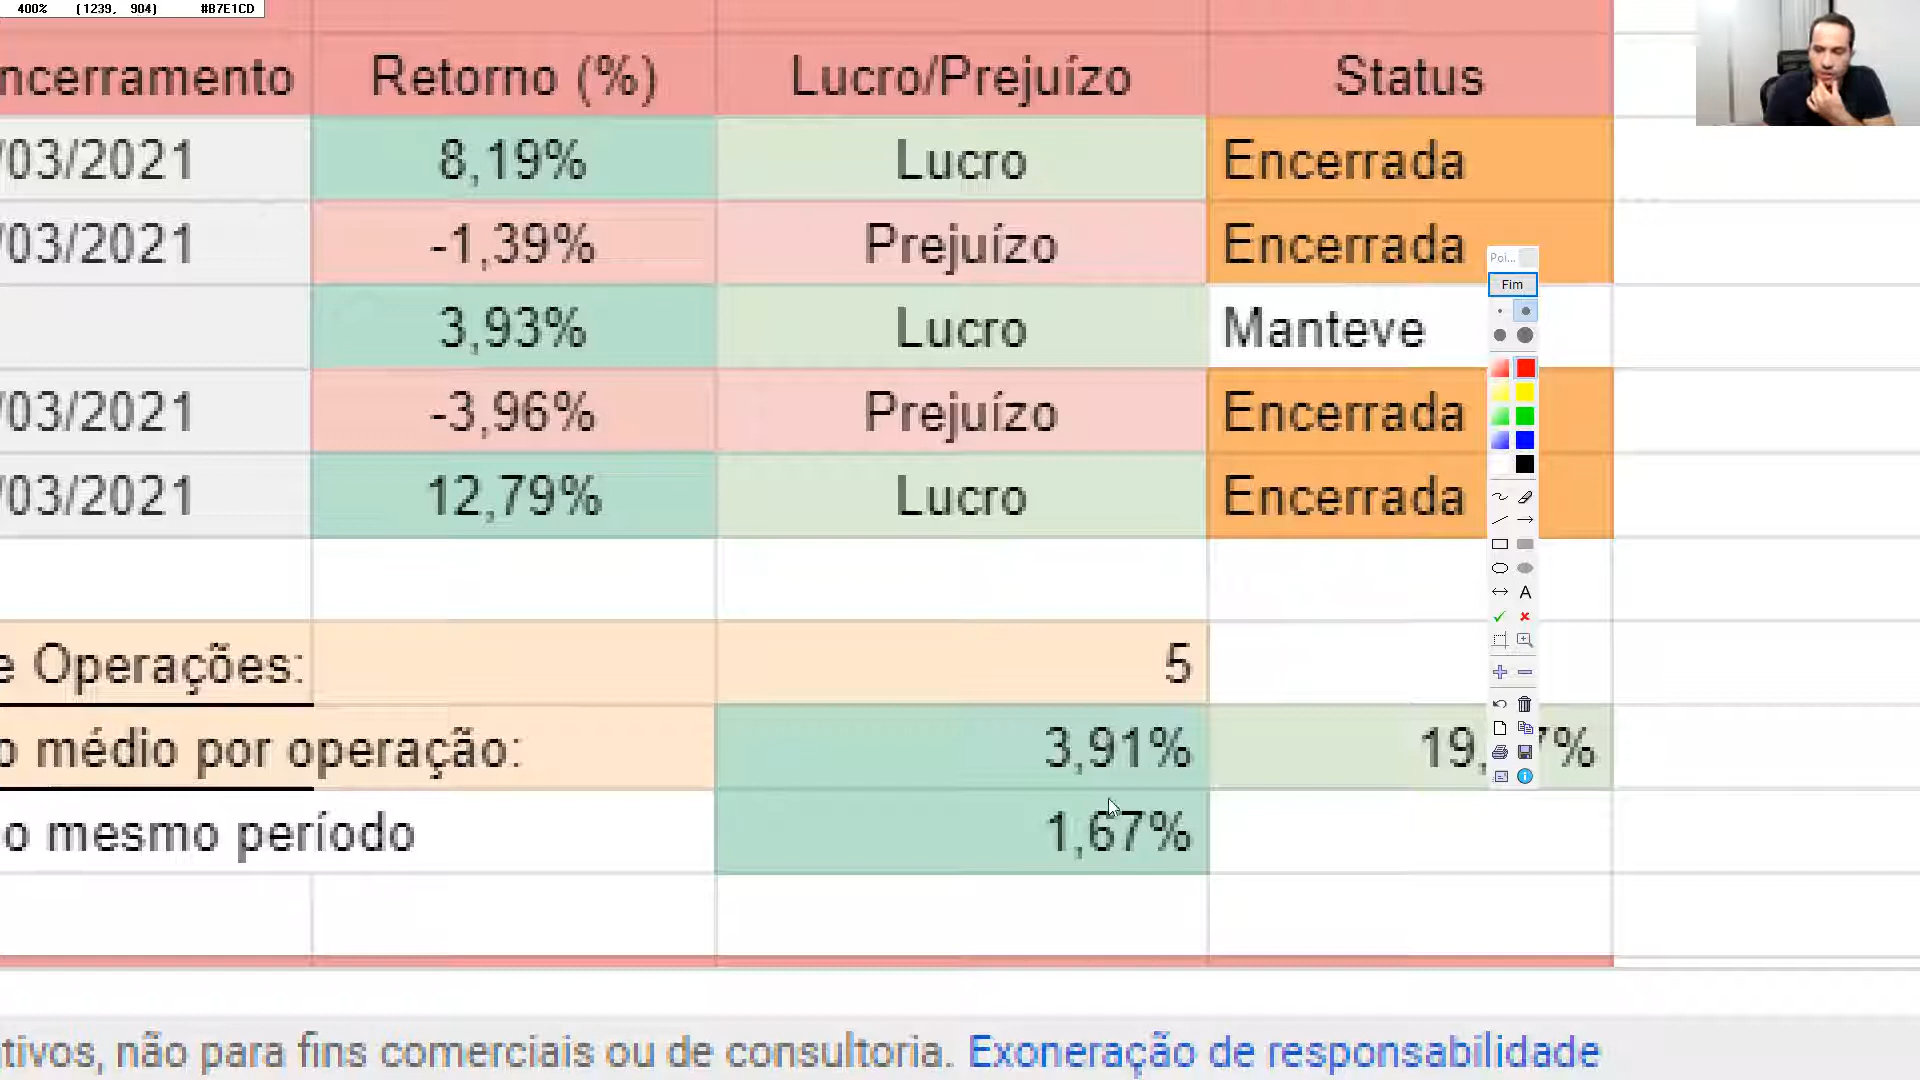 400% (1239, 904) #B7E1CD
ncerramento Retorno (%) Lucro/Prejuízo Status
/03/2021 8,19% Lucro Encerrada
/03/2021 -1,39% Prejuízo Encerrada
3,93% Lucro Manteve
/03/2021 -3,96% Prejuízo Encerrada
/03/2021 12,79% Lucro Encerrada
Poi...
Fim
A
e Operações: 5
o médio por operação: 3,91% 19, 7%
o mesmo período 1,67%
tivos, não para fins comerciais ou de consultoria. Exoneração de responsabilidade